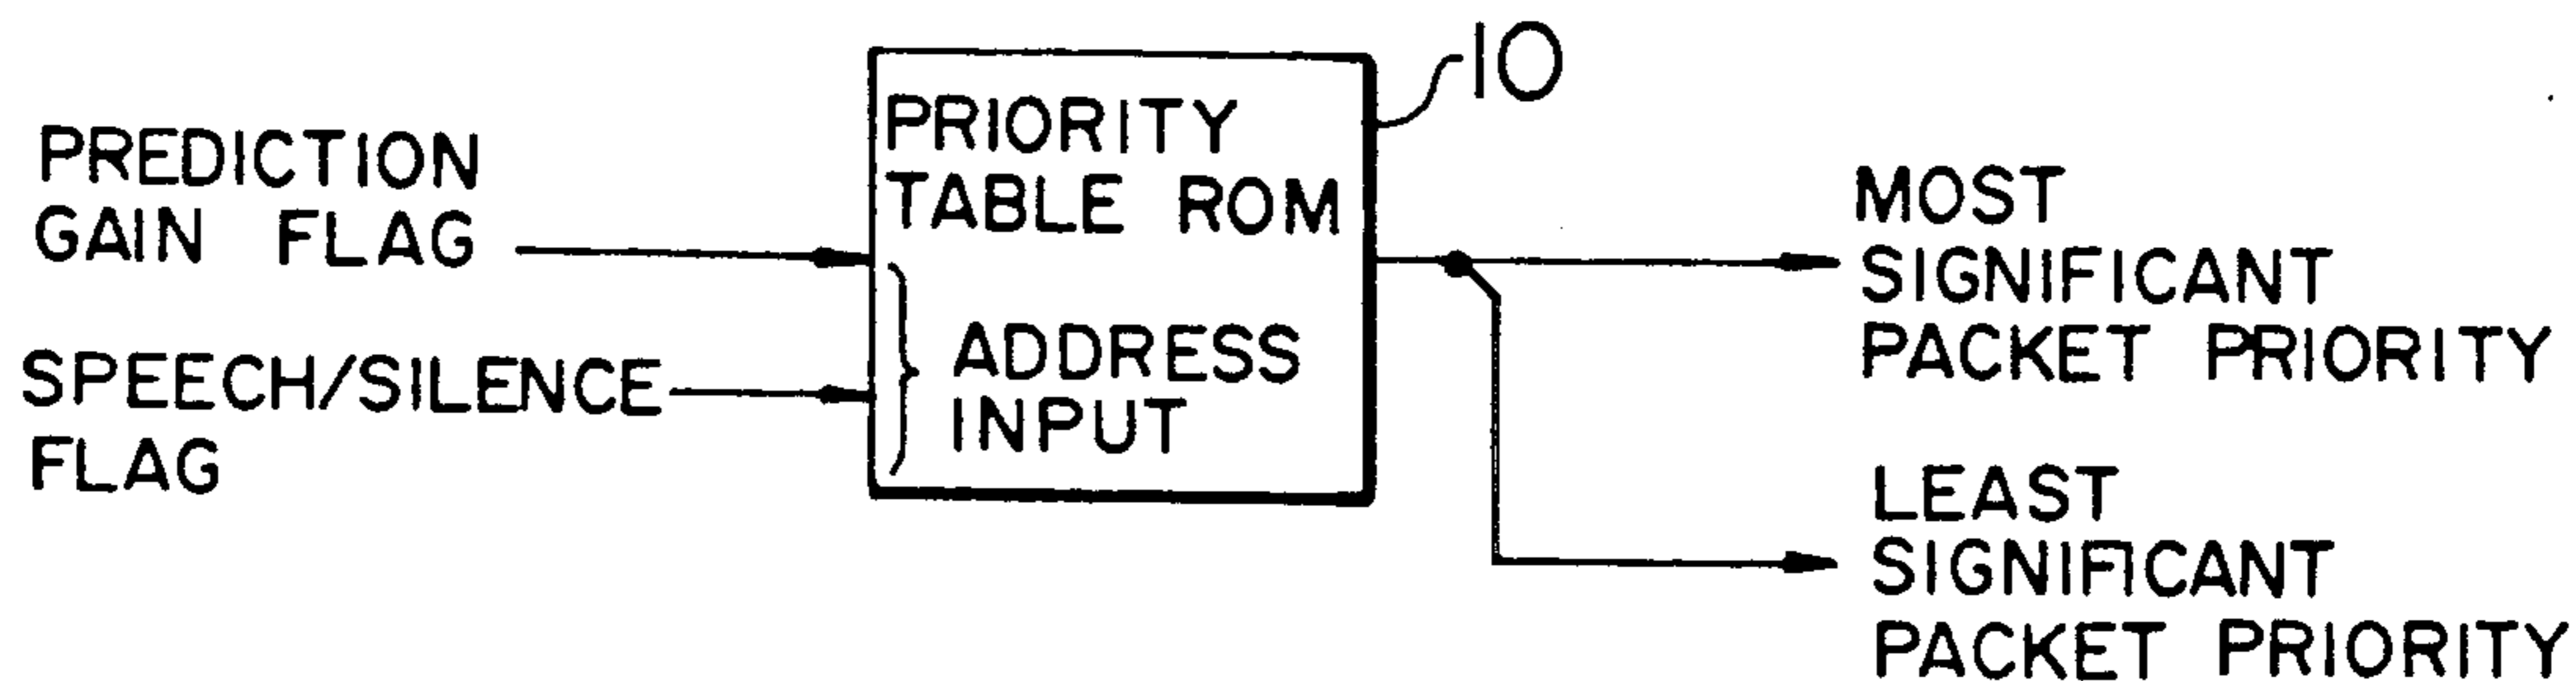 PREDICTION
GAIN FLAG
SPEECH/SILENCE
FLAG
PRIORITY
TABLE ROM
ADDRESS
INPUT
10
MOST
SIGNIFICANT
PACKET PRIORITY
LEAST
SIGNIFICANT
PACKET PRIORITY